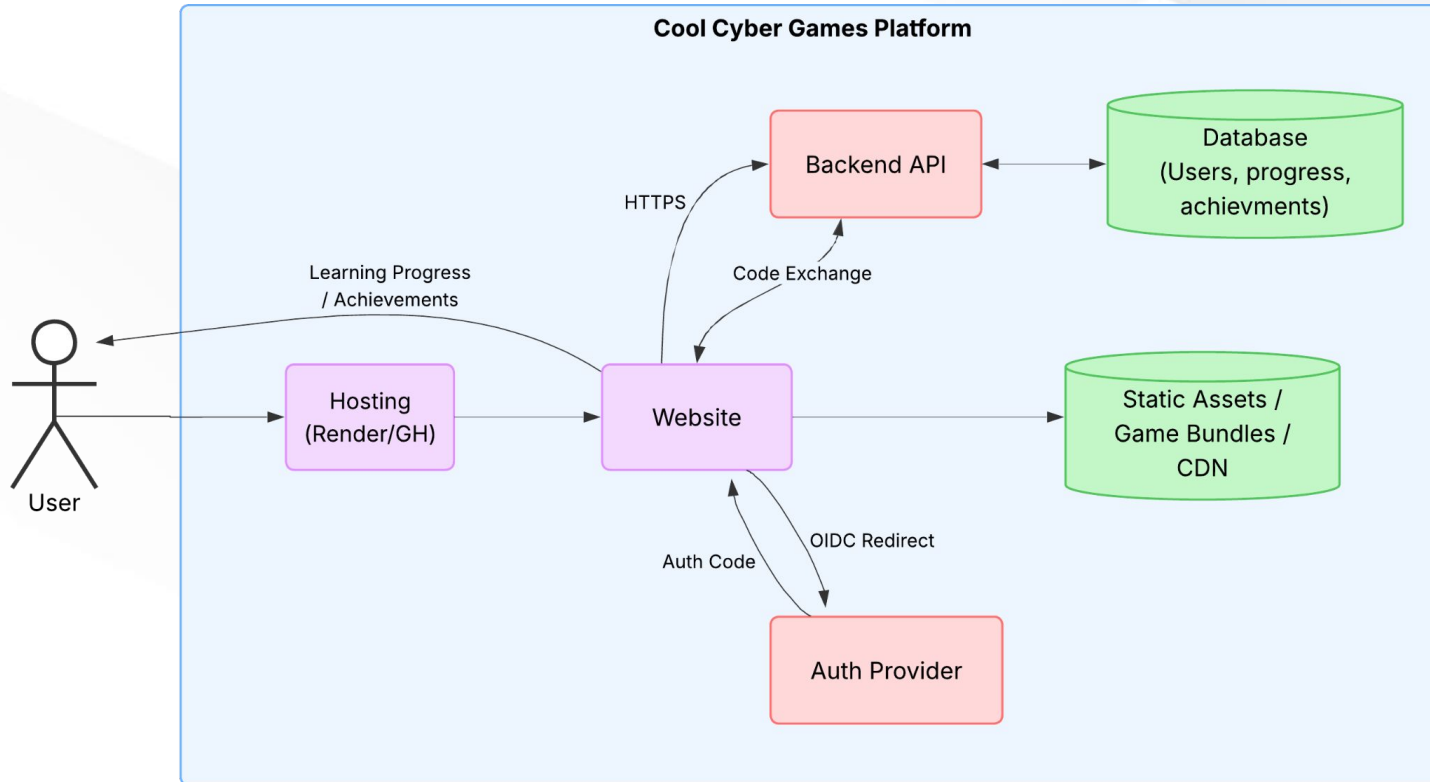 Cool Cyber Games Platform
Backend API
Database
(Users, progress,
achievments)
HTTPS
Code Exchange
Learning Progress
/ Achievements
Hosting
(Render/GH)
Website
Static Assets /
Game Bundles /
CDN
User
OIDC Redirect
Auth Code
Auth Provider